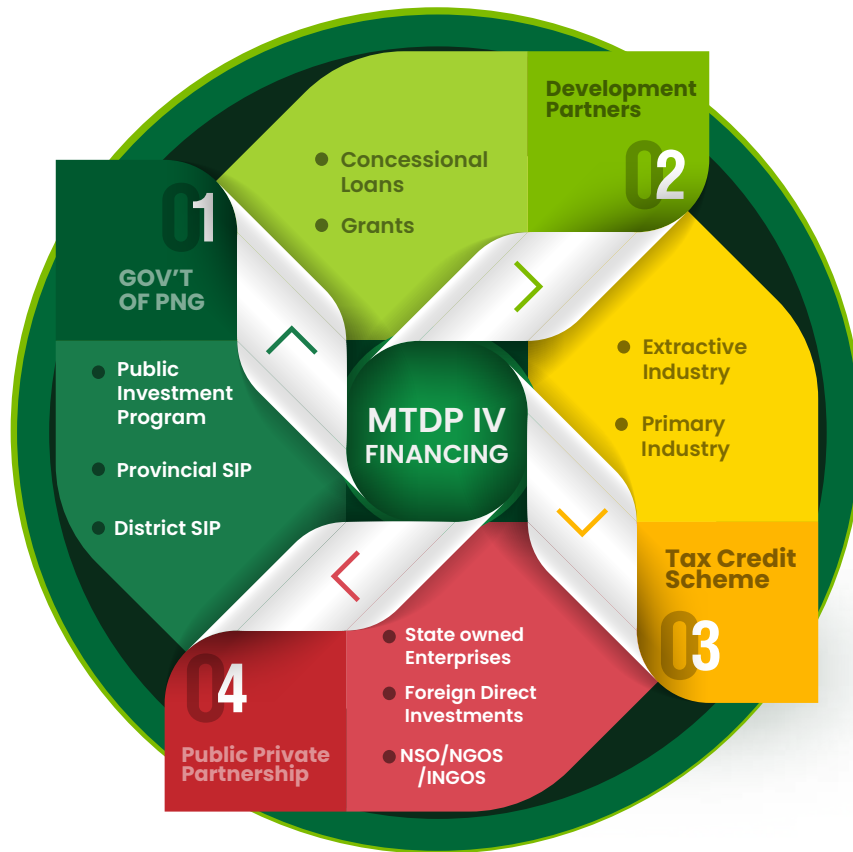 01
GOV'T
OF PNG
Public
Investment
Program
Provincial SIP
District SIP
Development
Partners
02
Concessional
Loans
Grants
Extractive
Industry
Primary
Industry
Tax Credit
Scheme
03
State owned
Enterprises
Foreign Direct
Investments
NSO/NGOS
/INGOS
04
Public Private
Partnership
MTDP IV
FINANCING